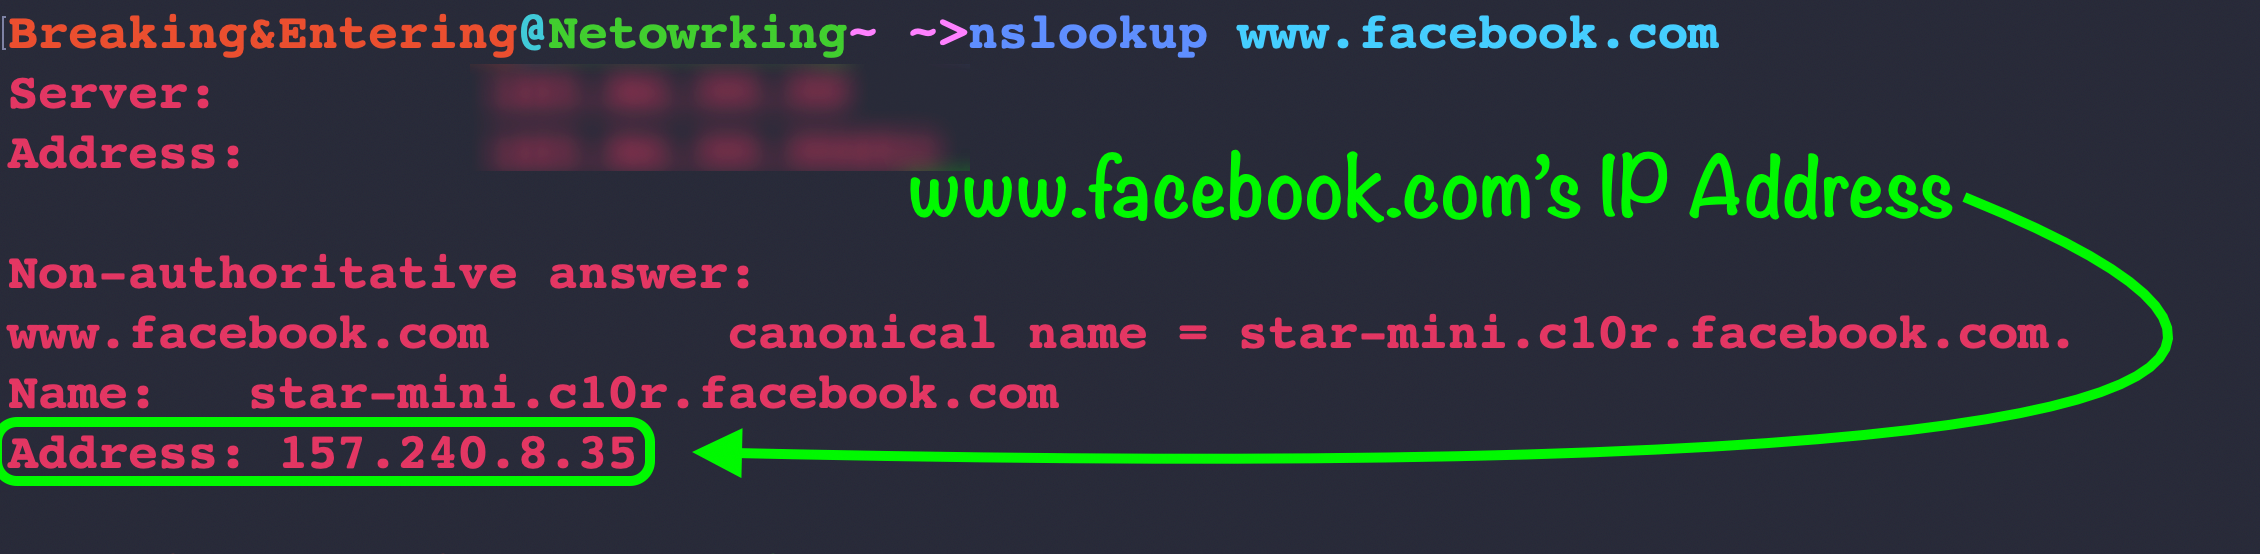 Breaking&Entering@Netowrking~ ~>nslookup www.facebook.com
Server:
Address:
www.facebook.com's IP Address
Non-authoritative answer:
www.facebook.com canonical name = star-mini.c10r.facebook.com.
Name: star-mini.c10r.facebook.com
Address: 157.240.8.35